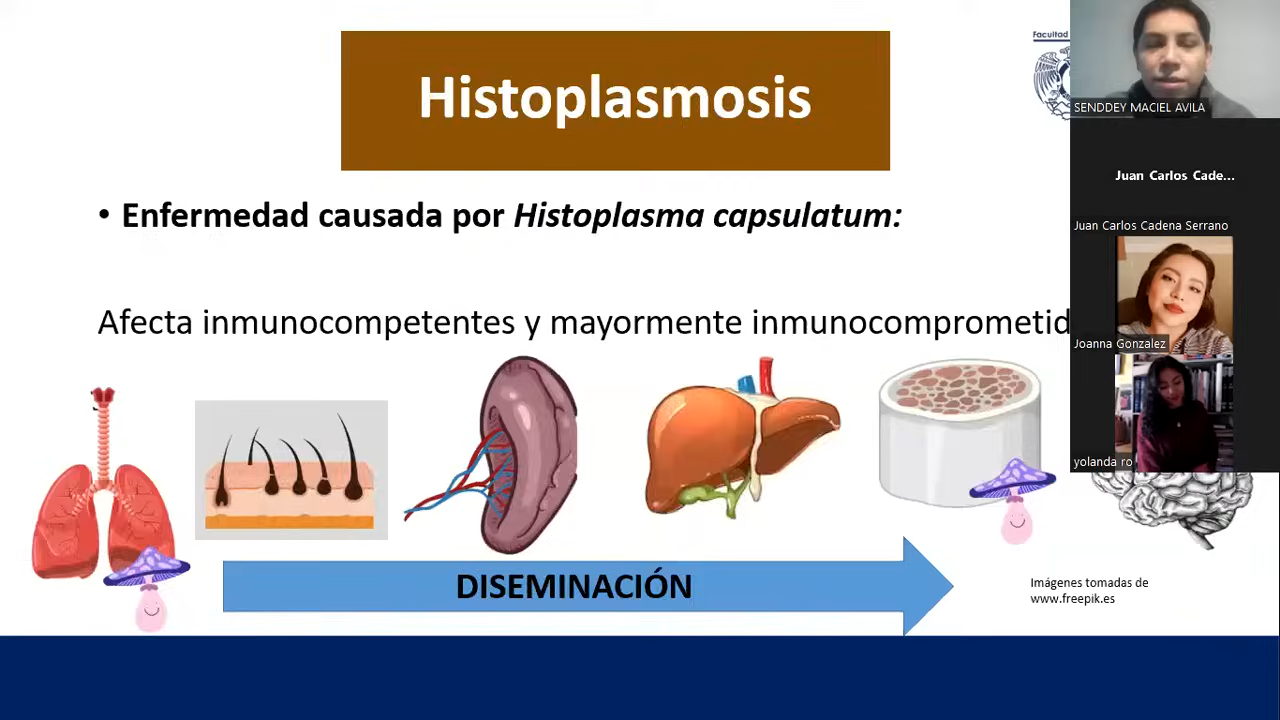 Histoplasmosis
Facultad
SENDDEY MACIEL AVILA
Juan Carlos Cade...
• Enfermedad causada por Histoplasma capsulatum:
Juan Carlos Cadena Serrano
Afecta inmunocompetentes y mayormente inmunocomprometid
Joanna Gonzalez
yolanda ro
DISEMINACIÓN
Imágenes tomadas de
www.freepik.es